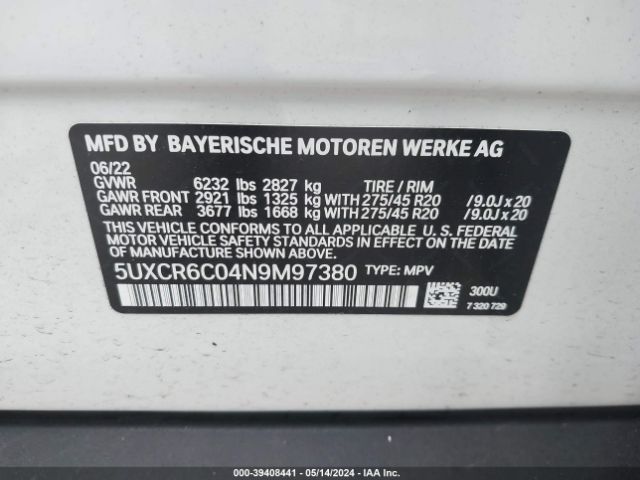 MFD BY BAYERISCHE MOTOREN WERKE AG
06/22
GVWR 6232 lbs 2827 kg TIRE / RIM
GAWR FRONT 2921 lbs 1325 kg WITH 275/45 R20 / 9.0J x 20
GAWR REAR 3677 lbs 1668 kg WITH 275/45 R20 / 9.0J x 20
THIS VEHICLE CONFORMS TO ALL APPLICABLE U. S. FEDERAL
MOTOR VEHICLE SAFETY STANDARDS IN EFFECT ON THE DATE OF
MANUFACTURE SHOWN ABOVE.
5UXCR6C04N9M97380 TYPE: MPV
300U
7 320 729
000-39408441 - 05/14/2024 - IAA Inc.